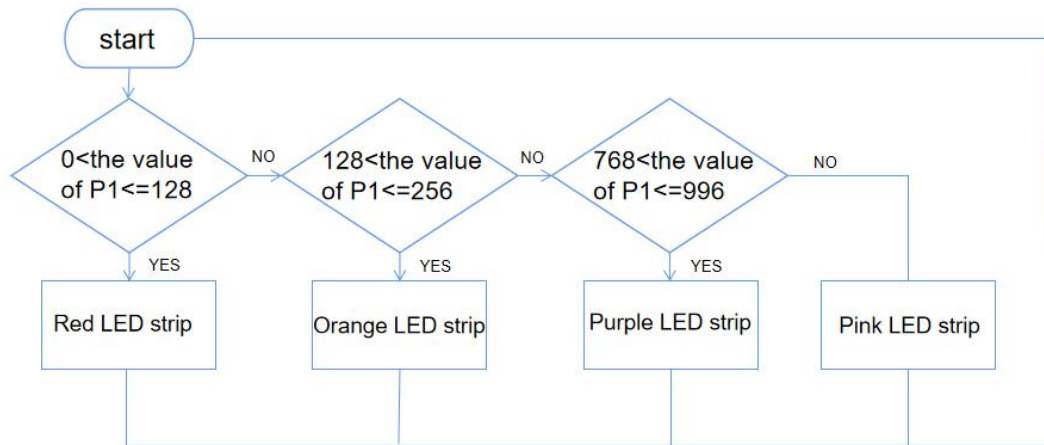 start
0<the value
of P1<=128
NO
128<the value
of P1<=256
NO
768<the value
of P1<=996
NO
YES
YES
YES
Red LED strip
Orange LED strip
Purple LED strip
Pink LED strip